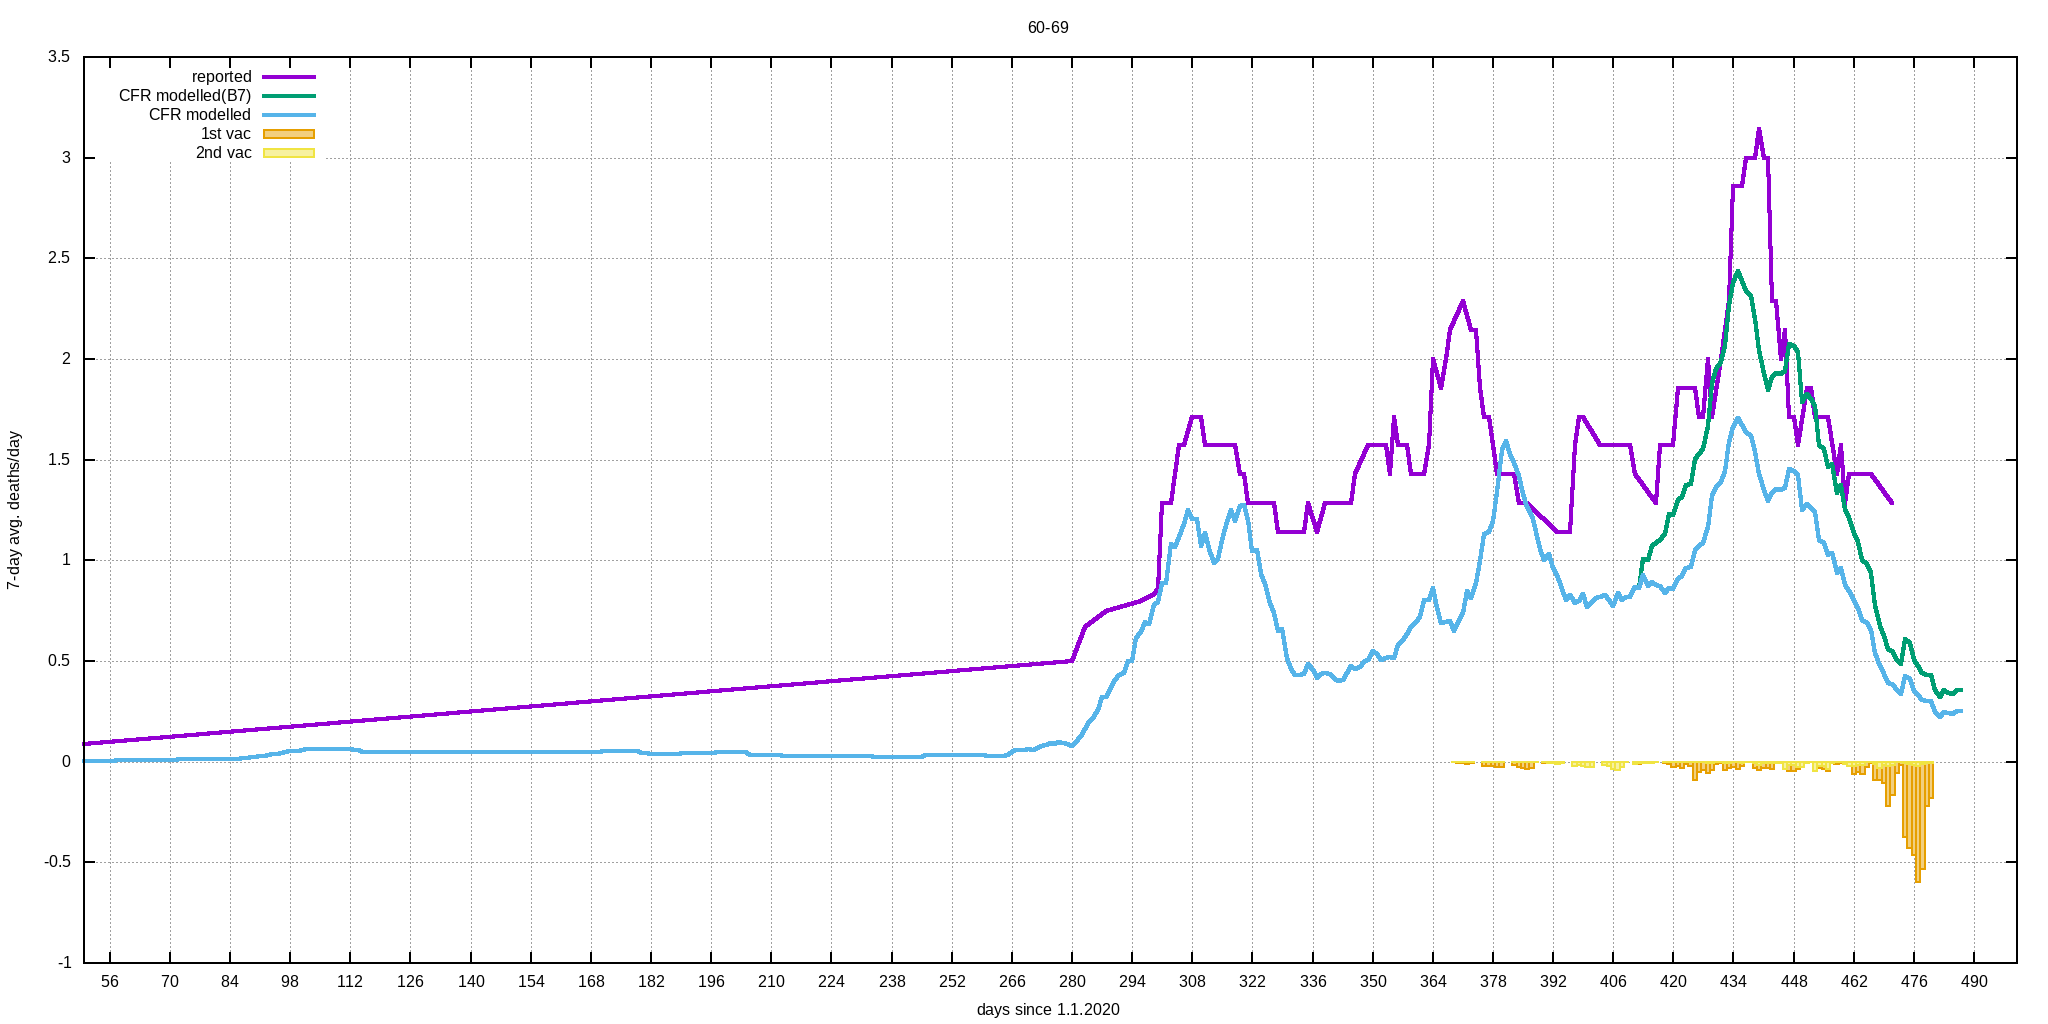 60-69
reported
CFR modelled(B7)
CFR modelled
1st vac
2nd vac
3.5
3
2.5
2
1.5
1
0.5
0
-0.5
-1
7-day avg. deaths/day
56 70 84 98 112 126 140 154 168 182 196 210 224 238 252 266 280 294 308 322 336 350 364 378 392 406 420 434 448 462 476 490
days since 1.1.2020